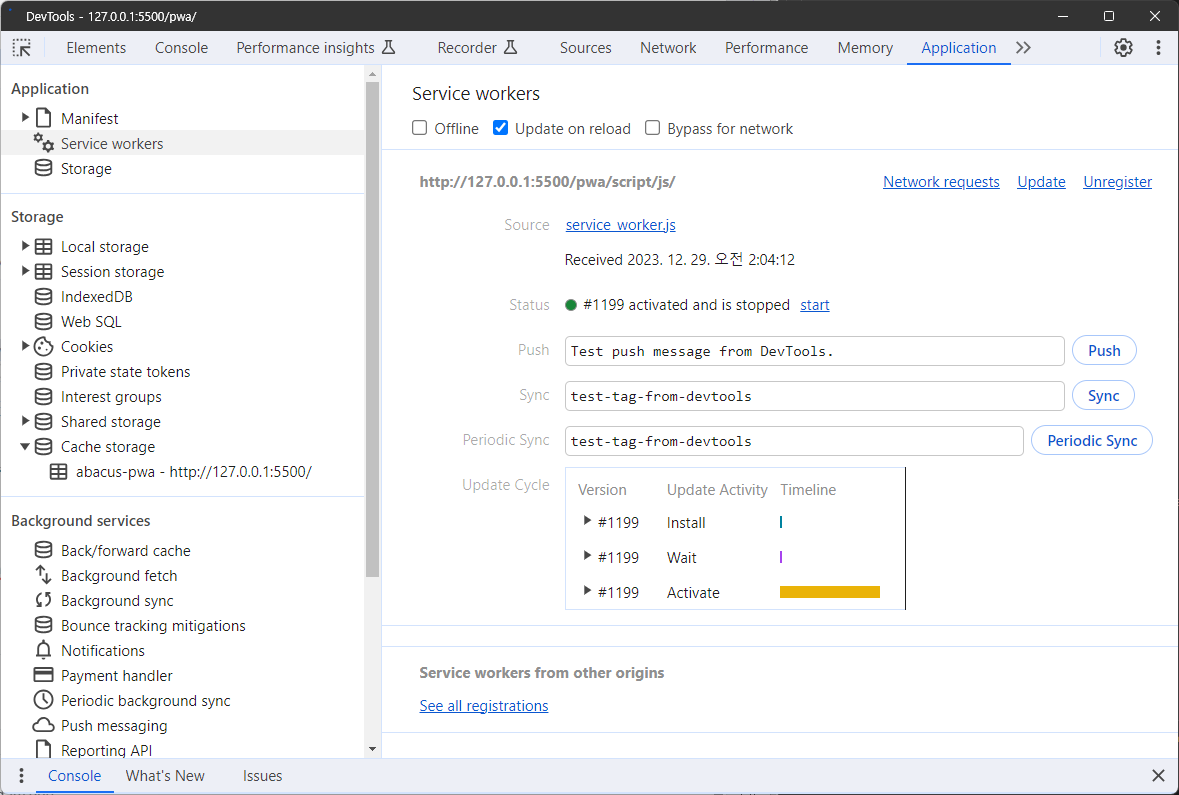 DevTools - 127.0.0.1:5500/pwa/
Elements Console Performance insights Recorder Sources Network Performance Memory Application
Application
Manifest
Service workers
Storage
Storage
Local storage
Session storage
IndexedDB
Web SQL
Cookies
Private state tokens
Interest groups
Shared storage
Cache storage
abacus-pwa - http://127.0.0.1:5500/
Background services
Back/forward cache
Background fetch
Background sync
Bounce tracking mitigations
Notifications
Payment handler
Periodic background sync
Push messaging
Reporting API
Service workers
Offline Update on reload Bypass for network
http://127.0.0.1:5500/pwa/script/js/ Network requests Update Unregister
Source service_worker.js
Received 2023. 12. 29. 오전 2:04:12
Status #1199 activated and is stopped start
Push Test push message from DevTools. Push
Sync test-tag-from-devtools Sync
Periodic Sync test-tag-from-devtools Periodic Sync
Update Cycle Version Update Activity Timeline
#1199 Install
#1199 Wait
#1199 Activate
Service workers from other origins
See all registrations
Console What's New Issues